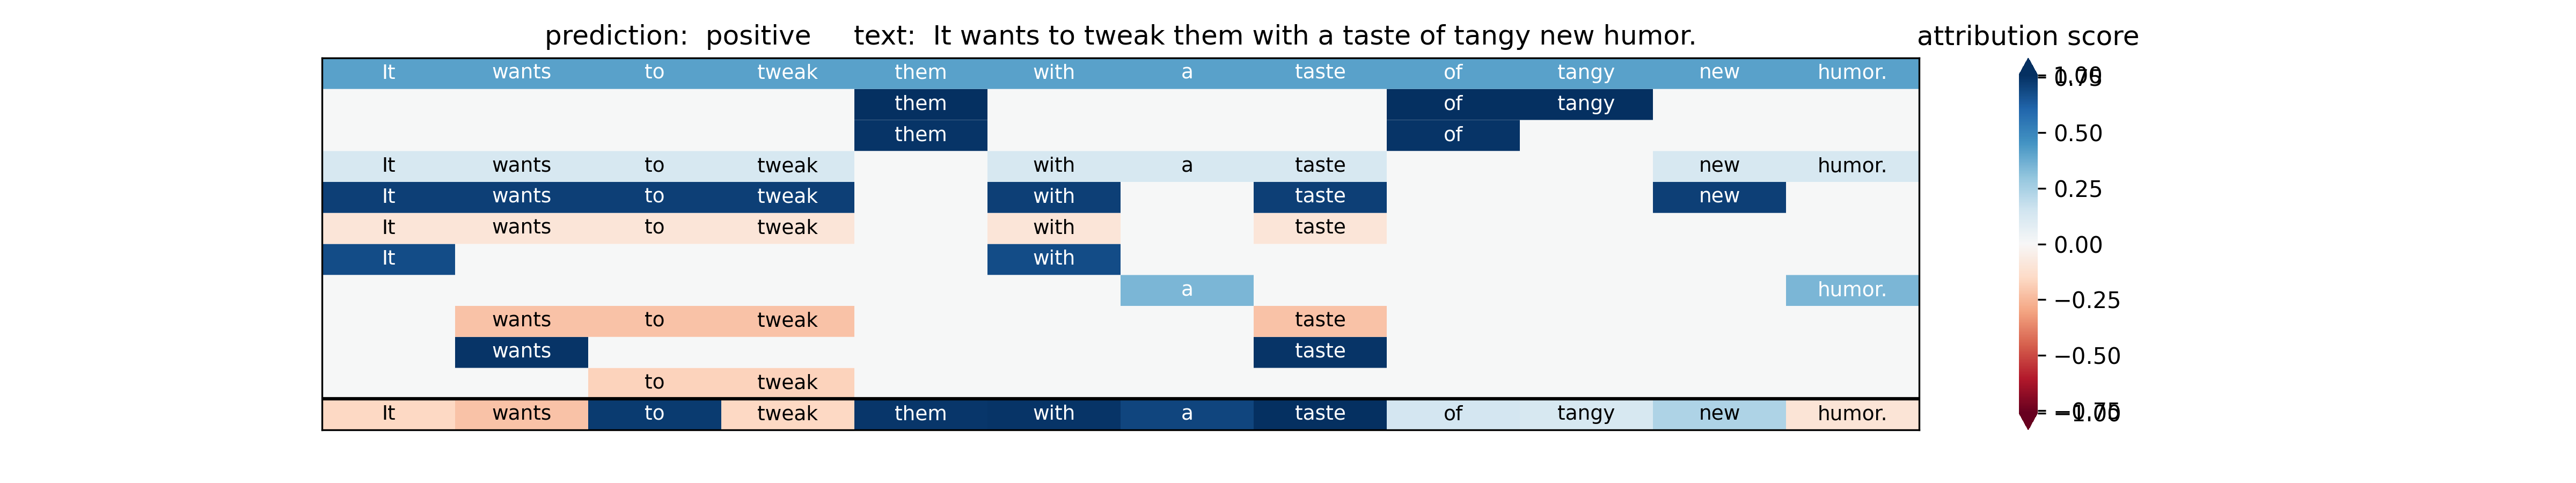 prediction: positive text: It wants to tweak them with a taste of tangy new humor.
attribution score
It wants to tweak them with a taste of tangy new humor.
them of tangy
them of
It wants to tweak with a taste new humor.
It wants to tweak with taste new
It wants to tweak with taste
It with
a humor.
wants to tweak taste
wants taste
to tweak
It wants to tweak them with a taste of tangy new humor.
1.00
0.75
0.50
0.25
0.00
−0.25
−0.50
−0.75
−1.00